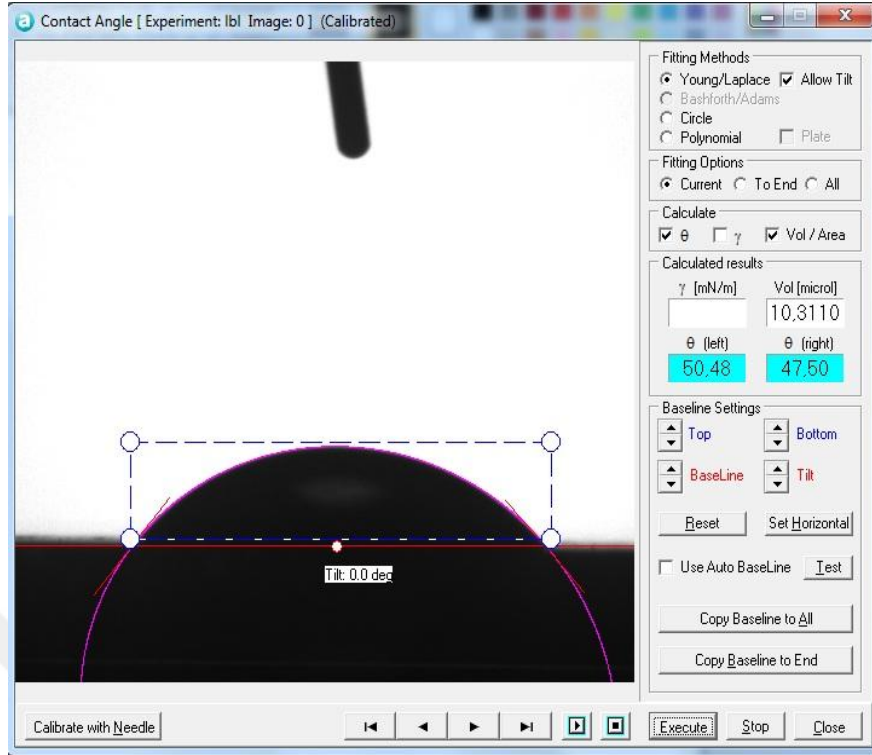 Contact Angle [ Experiment: lbl Image: 0 ] (Calibrated)
Fitting Methods
Young/Laplace Allow Tilt
Bashforth/Adams
Circle
Polynomial Plate
Fitting Options
Current To End All
Calculate
θ γ Vol / Area
Calculated results
γ [mN/m] Vol [microl]
10,3110
θ (left) θ (right)
50,48 47,50
Baseline Settings
Top Bottom
BaseLine Tilt
Reset Set Horizontal
Use Auto BaseLine Test
Copy Baseline to All
Copy Baseline to End
Tilt: 0.0 deg
Calibrate with Needle Execute Stop Close